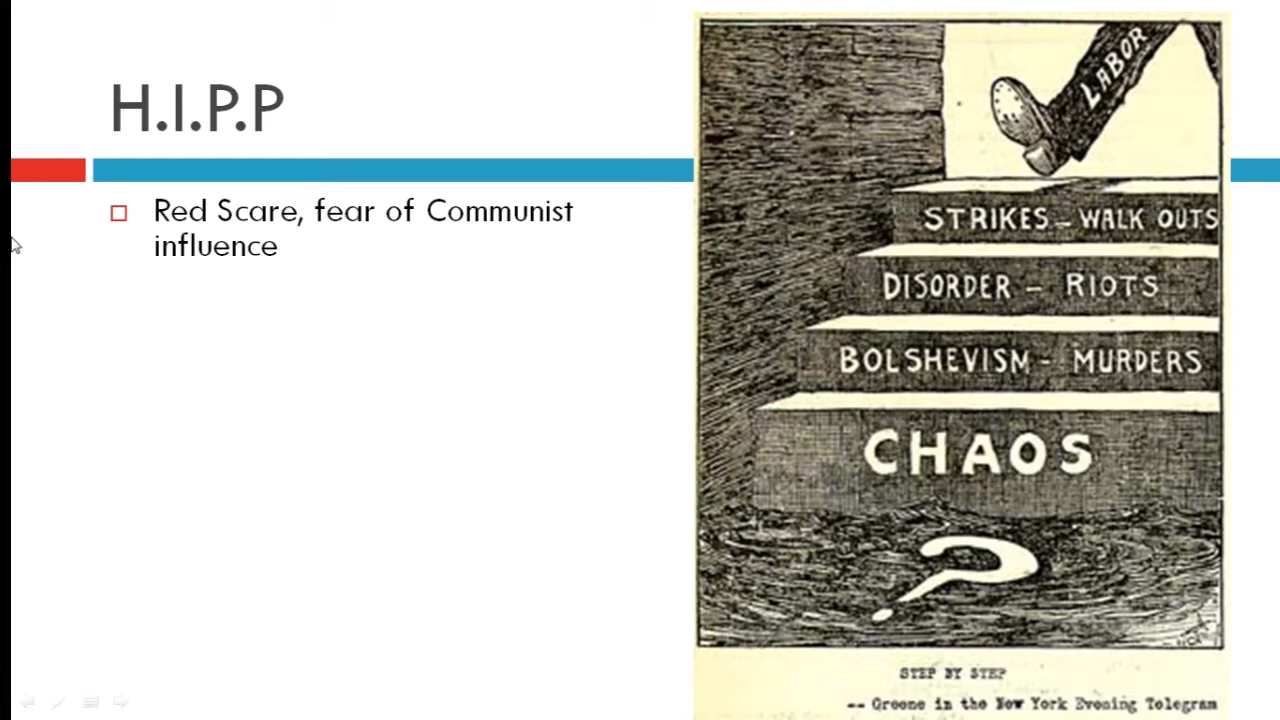 H.I.P.P
Red Scare, fear of Communist
influence
LABOR
STRIKES - WALK OUTS
DISORDER - RIOTS
BOLSHEVISM - MURDERS
CHAOS
?
STEP BY STEP
-- Greene in the New York Evening Telegram